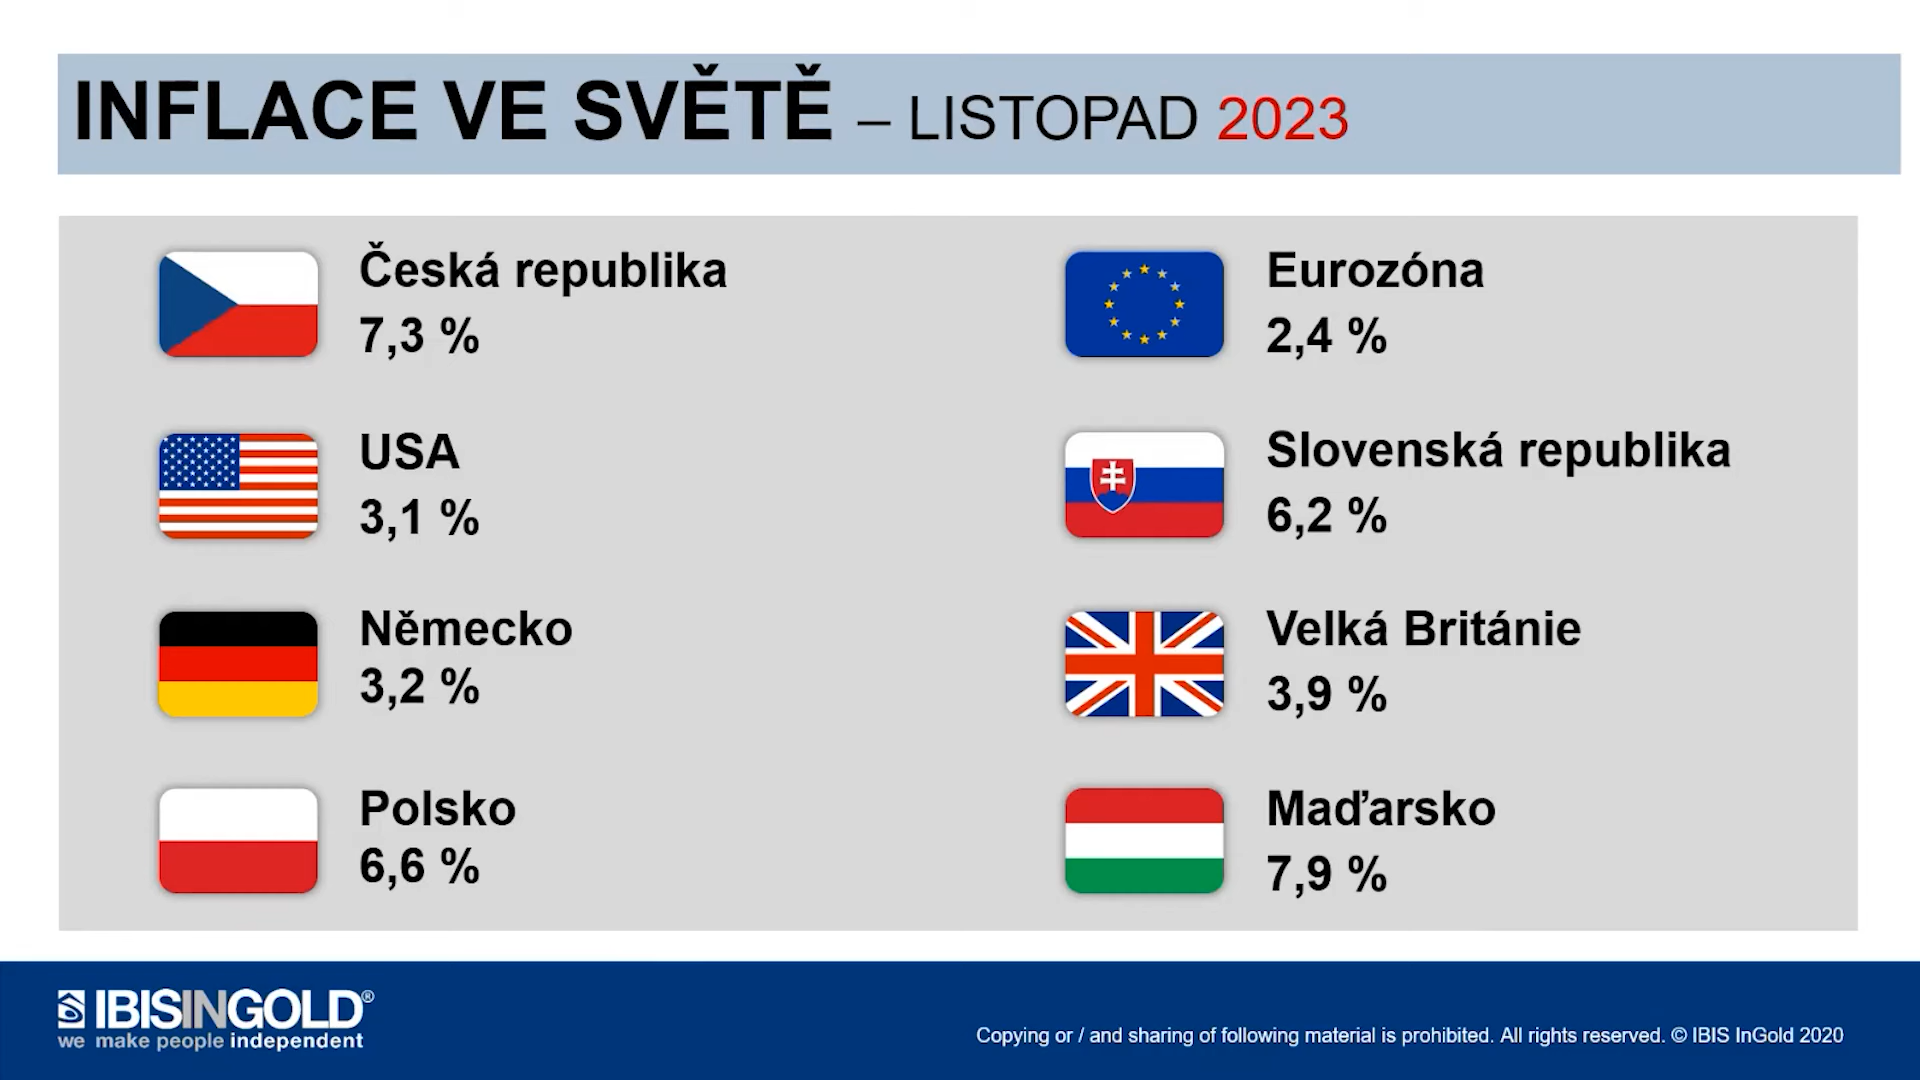 INFLACE VE SVĚTĚ – LISTOPAD 2023
Česká republika
7,3 %
USA
3,1 %
Německo
3,2 %
Polsko
6,6 %
Eurozóna
2,4 %
Slovenská republika
6,2 %
Velká Británie
3,9 %
Maďarsko
7,9 %
IBISINGOLD®
we make people independent
Copying or / and sharing of following material is prohibited. All rights reserved. © IBIS InGold 2020